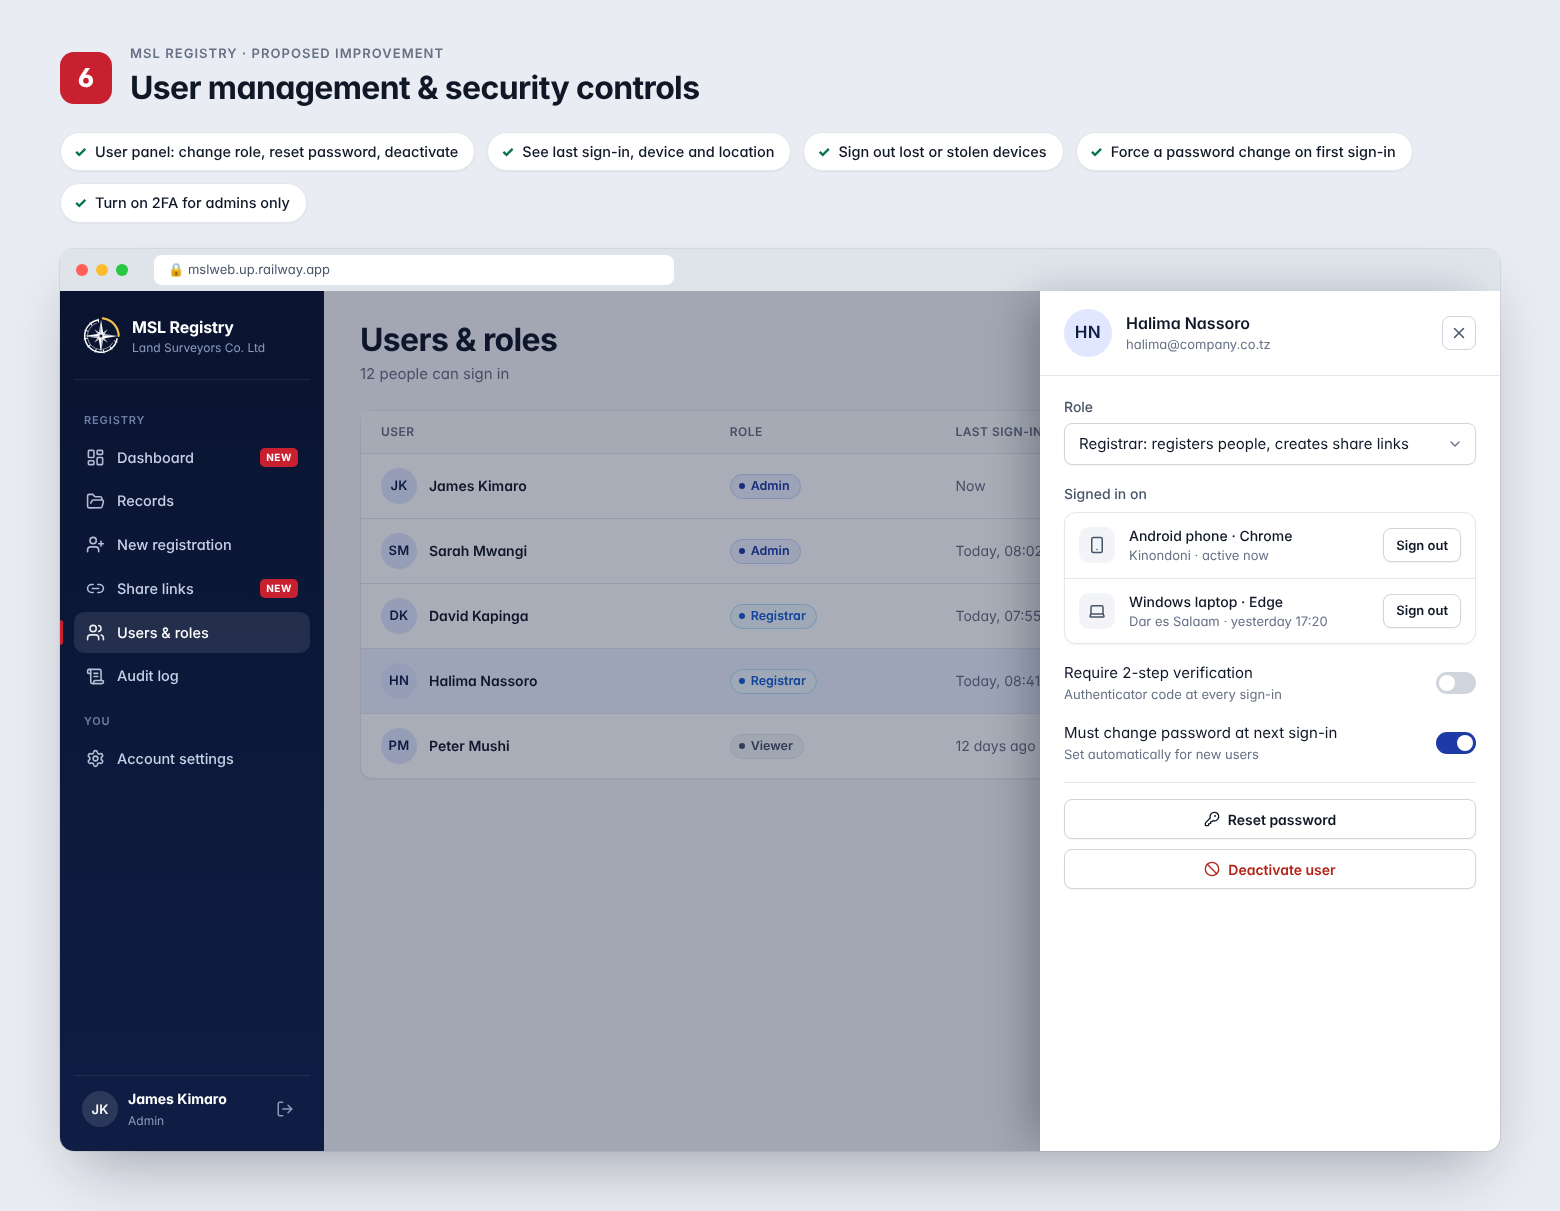 6
MSL REGISTRY · PROPOSED IMPROVEMENT
User management & security controls
✓ User panel: change role, reset password, deactivate
✓ See last sign-in, device and location
✓ Sign out lost or stolen devices
✓ Force a password change on first sign-in
✓ Turn on 2FA for admins only
mslweb.up.railway.app
MSL Registry
Land Surveyors Co. Ltd
REGISTRY
Dashboard NEW
Records
New registration
Share links NEW
Users & roles
Audit log
YOU
Account settings
JK James Kimaro
Admin
Users & roles
12 people can sign in
USER ROLE LAST SIGN-IN
JK James Kimaro Admin Now
SM Sarah Mwangi Admin Today, 08:02
DK David Kapinga Registrar Today, 07:55
HN Halima Nassoro Registrar Today, 08:41
PM Peter Mushi Viewer 12 days ago
HN Halima Nassoro
halima@company.co.tz
Role
Registrar: registers people, creates share links
Signed in on
Android phone · Chrome
Kinondoni · active now
Sign out
Windows laptop · Edge
Dar es Salaam · yesterday 17:20
Sign out
Require 2-step verification
Authenticator code at every sign-in
Must change password at next sign-in
Set automatically for new users
Reset password
Deactivate user